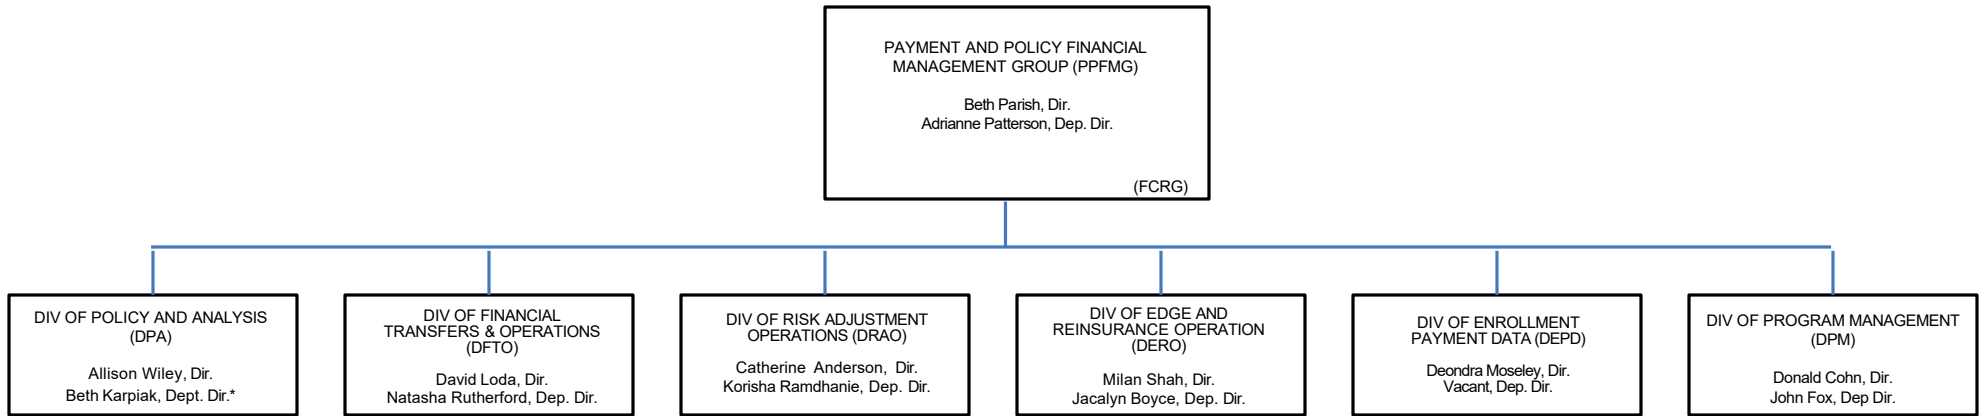 PAYMENT AND POLICY FINANCIAL
MANAGEMENT GROUP (PPFMG)
Beth Parish, Dir.
Adrianne Patterson, Dep. Dir.
(FCRG)
DIV OF POLICY AND ANALYSIS
(DPA)
Allison Wiley, Dir.
Beth Karpiak, Dept. Dir.*
DIV OF FINANCIAL
TRANSFERS & OPERATIONS
(DFTO)
David Loda, Dir.
Natasha Rutherford, Dep. Dir.
DIV OF RISK ADJUSTMENT
OPERATIONS (DRAO)
Catherine Anderson, Dir.
Korisha Ramdhanie, Dep. Dir.
DIV OF EDGE AND
REINSURANCE OPERATION
(DERO)
Milan Shah, Dir.
Jacalyn Boyce, Dep. Dir.
DIV OF ENROLLMENT
PAYMENT DATA (DEPD)
Deondra Moseley, Dir.
Vacant, Dep. Dir.
DIV OF PROGRAM MANAGEMENT
(DPM)
Donald Cohn, Dir.
John Fox, Dep Dir.